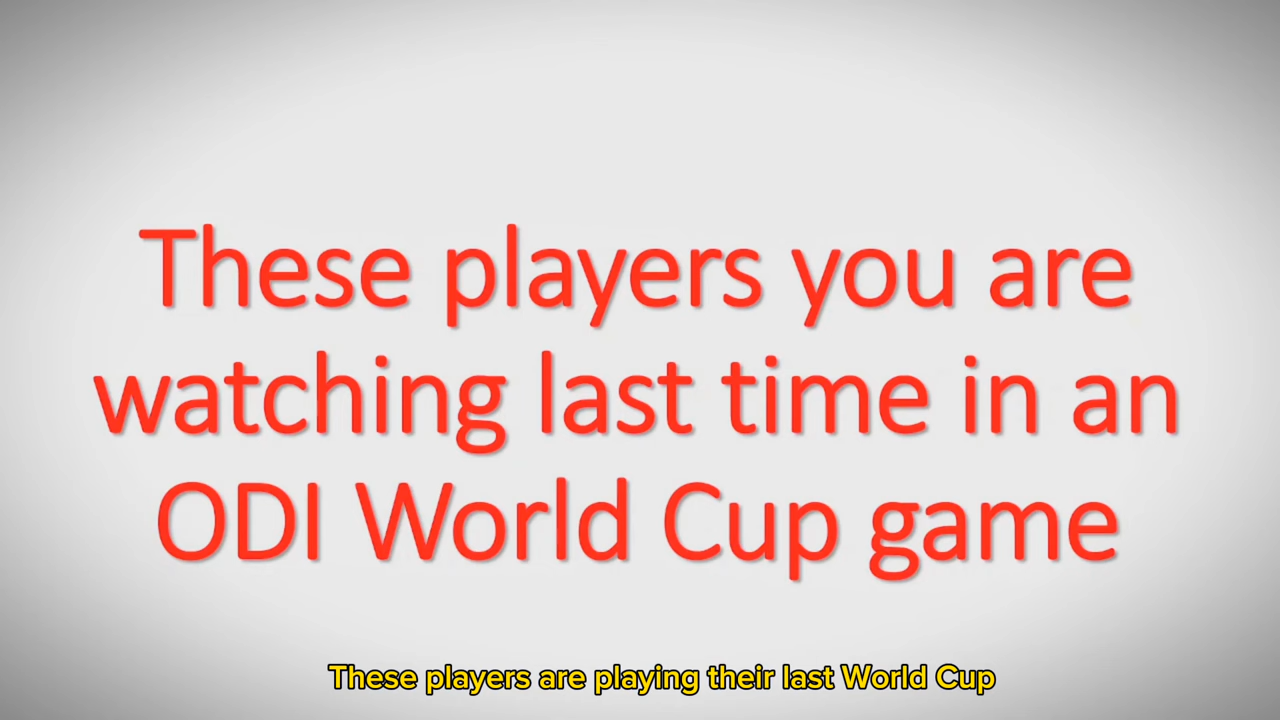 These players you are
watching last time in an
ODI World Cup game
These players are playing their last World Cup